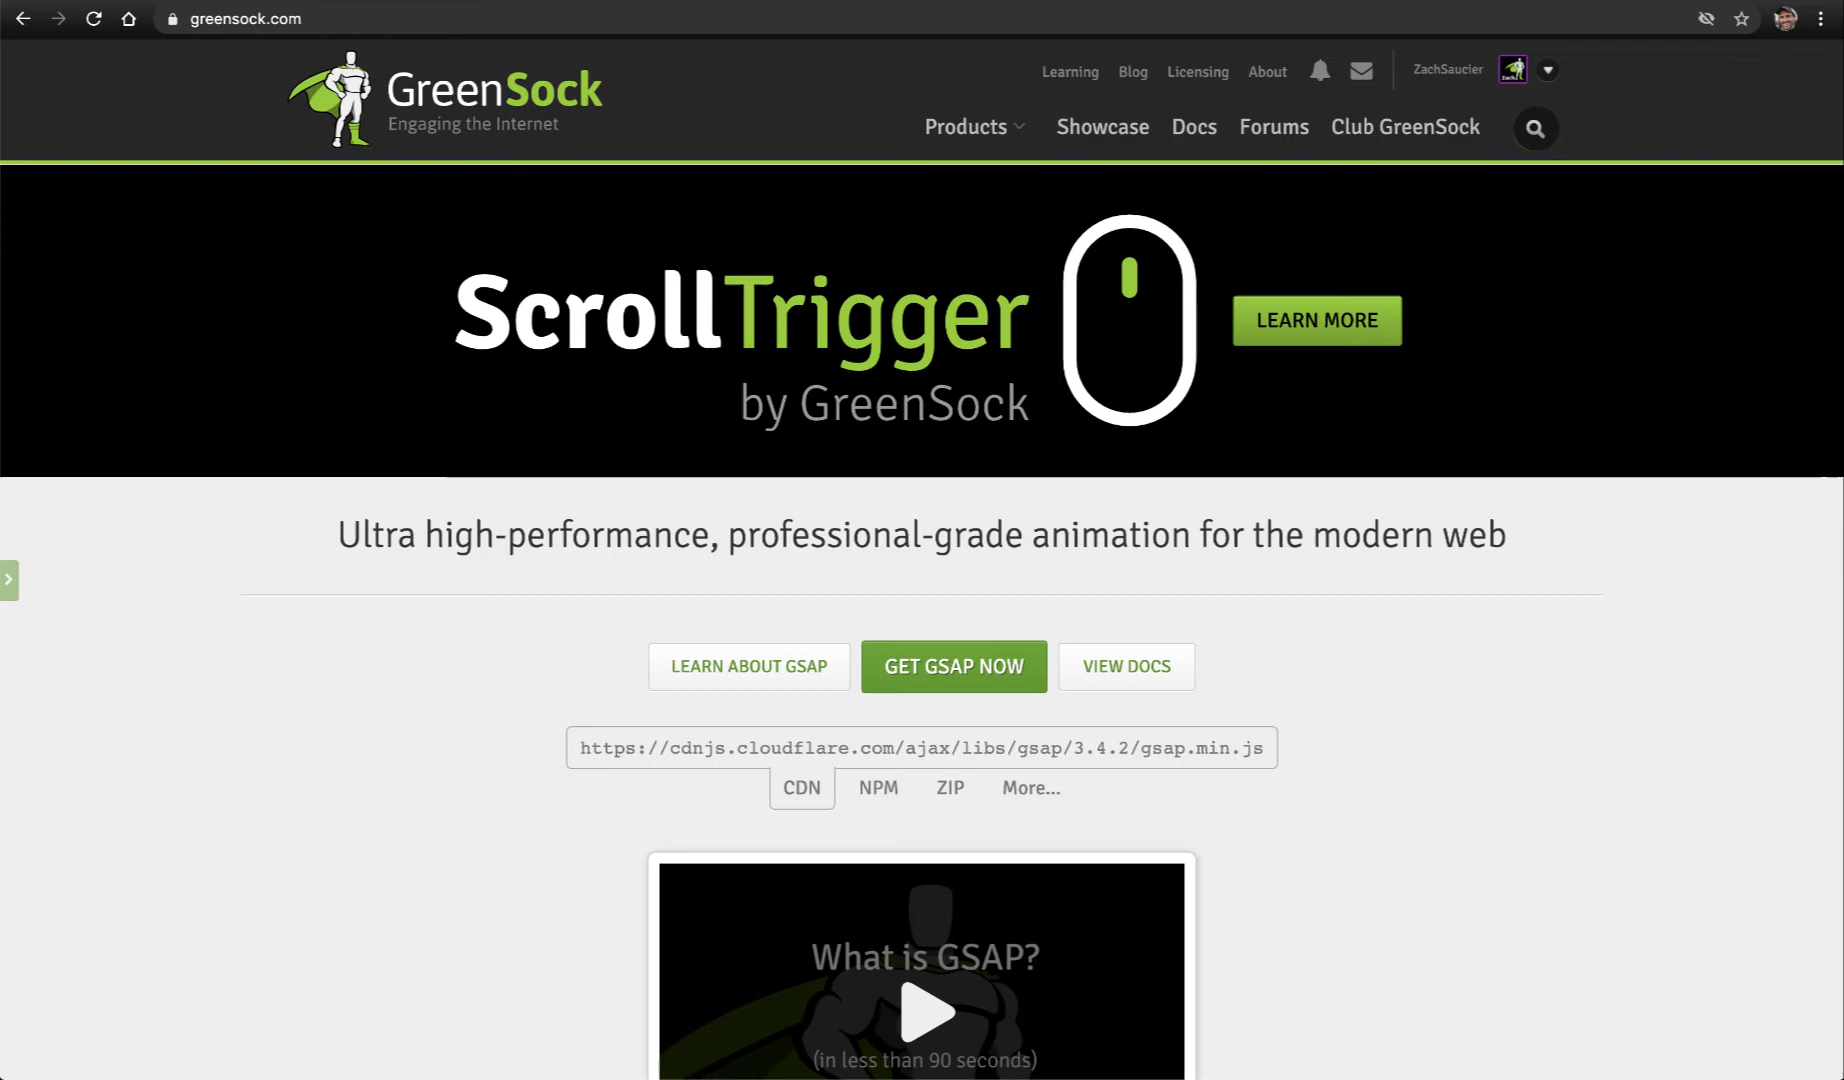 greensock.com
GreenSock
Engaging the Internet
Learning Blog Licensing About ZachSaucier
Products Showcase Docs Forums Club GreenSock
ScrollTrigger
by GreenSock
LEARN MORE
Ultra high-performance, professional-grade animation for the modern web
LEARN ABOUT GSAP GET GSAP NOW VIEW DOCS
https://cdnjs.cloudflare.com/ajax/libs/gsap/3.4.2/gsap.min.js
CDN NPM ZIP More...
What is GSAP?
(in less than 90 seconds)